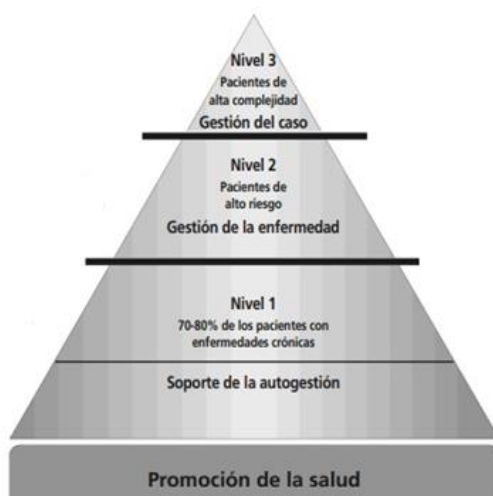 Nivel 3
Pacientes de
alta complejidad
Gestión del caso
Nivel 2
Pacientes de
alto riesgo
Gestión de la enfermedad
Nivel 1
70-80% de los pacientes con
enfermedades crónicas
Soporte de la autogestión
Promoción de la salud